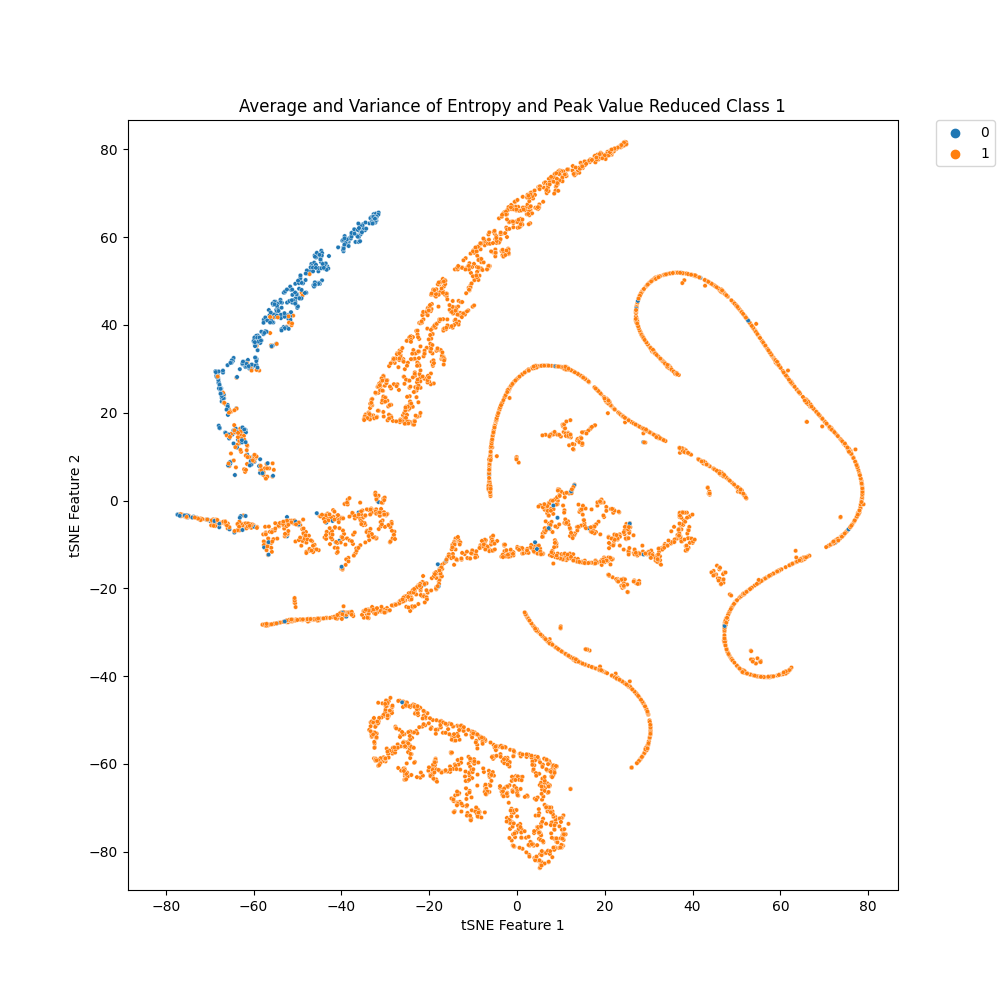 Average and Variance of Entropy and Peak Value Reduced Class 1
0
1
80
60
40
20
0
−20
−40
−60
−80
tSNE Feature 2
−80 −60 −40 −20 0 20 40 60 80
tSNE Feature 1